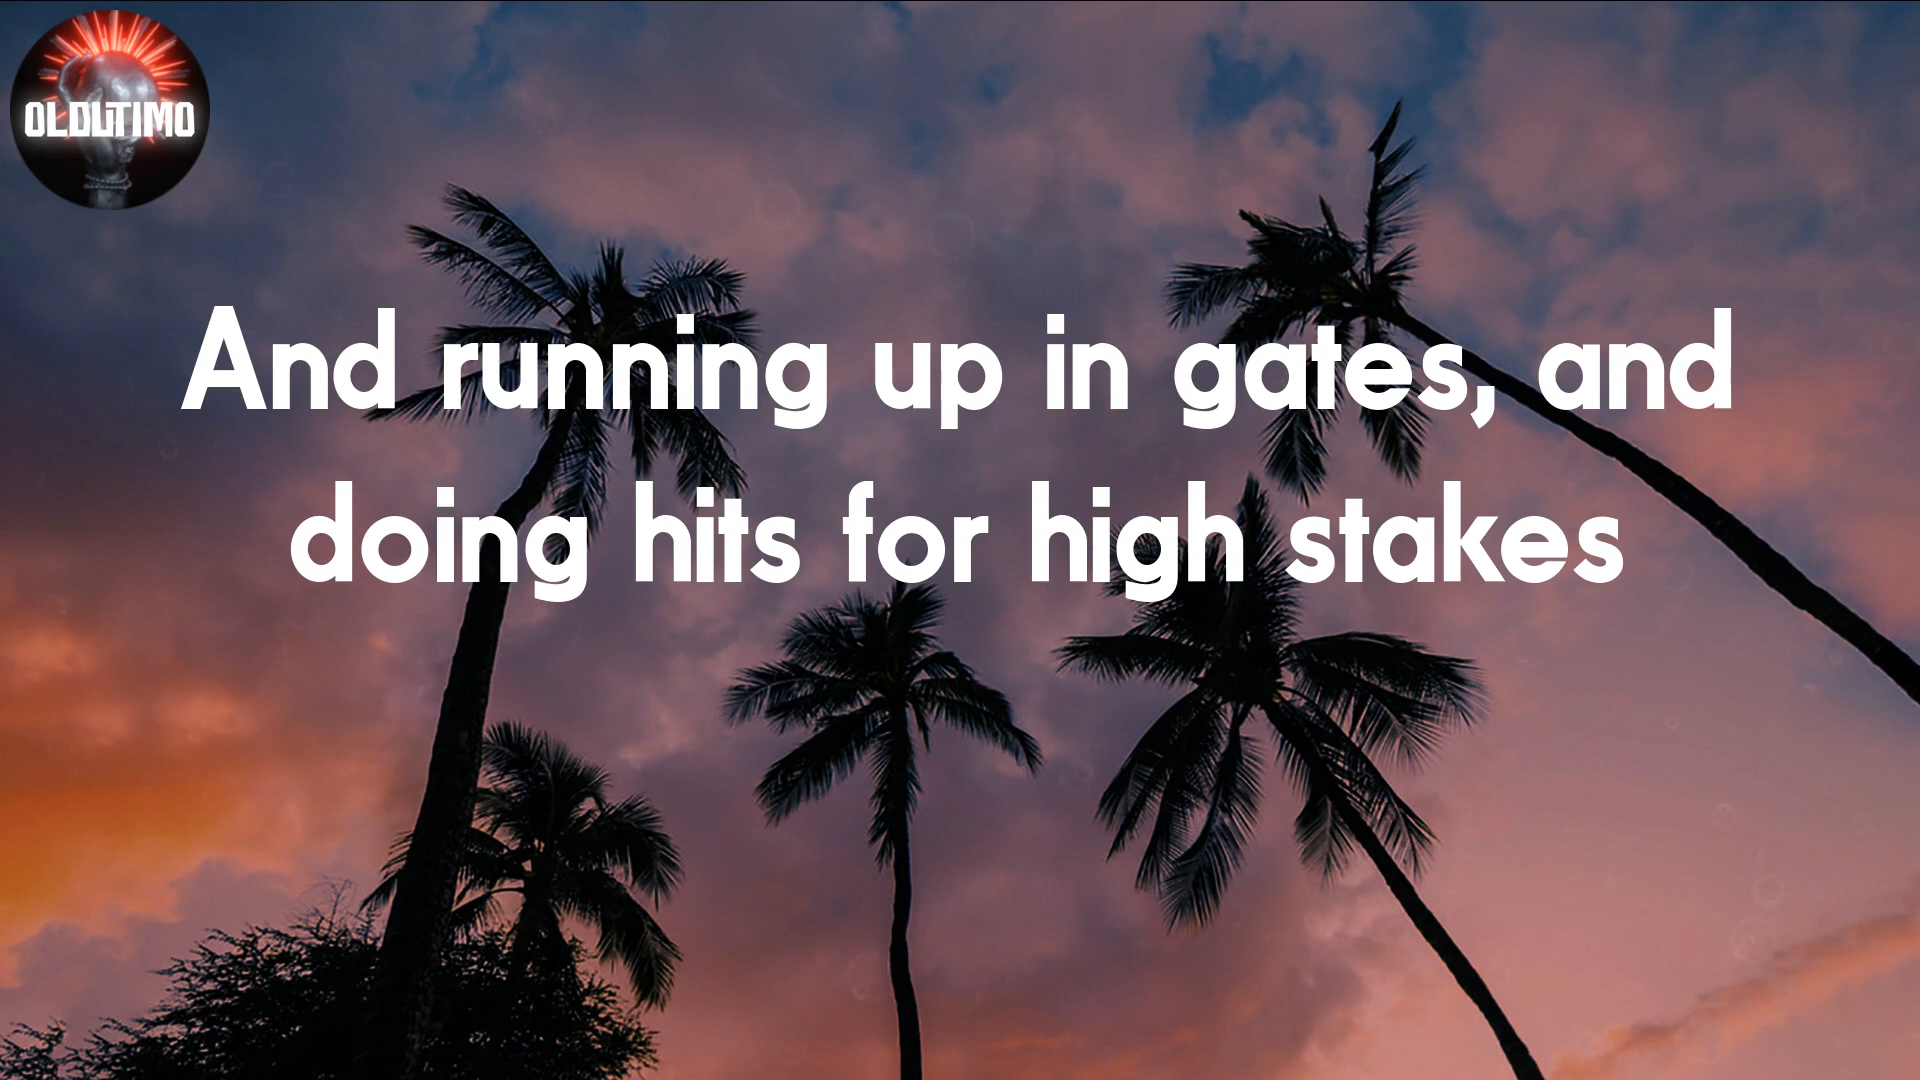 OLDUTIMO
And running up in gates, and
doing hits for high stakes